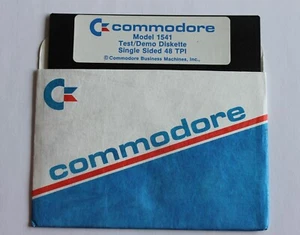 commodore
Model 1541
Test/Demo Diskette
Single Sided 48 TPI
© Commodore Business Machines, Inc.,
commodore